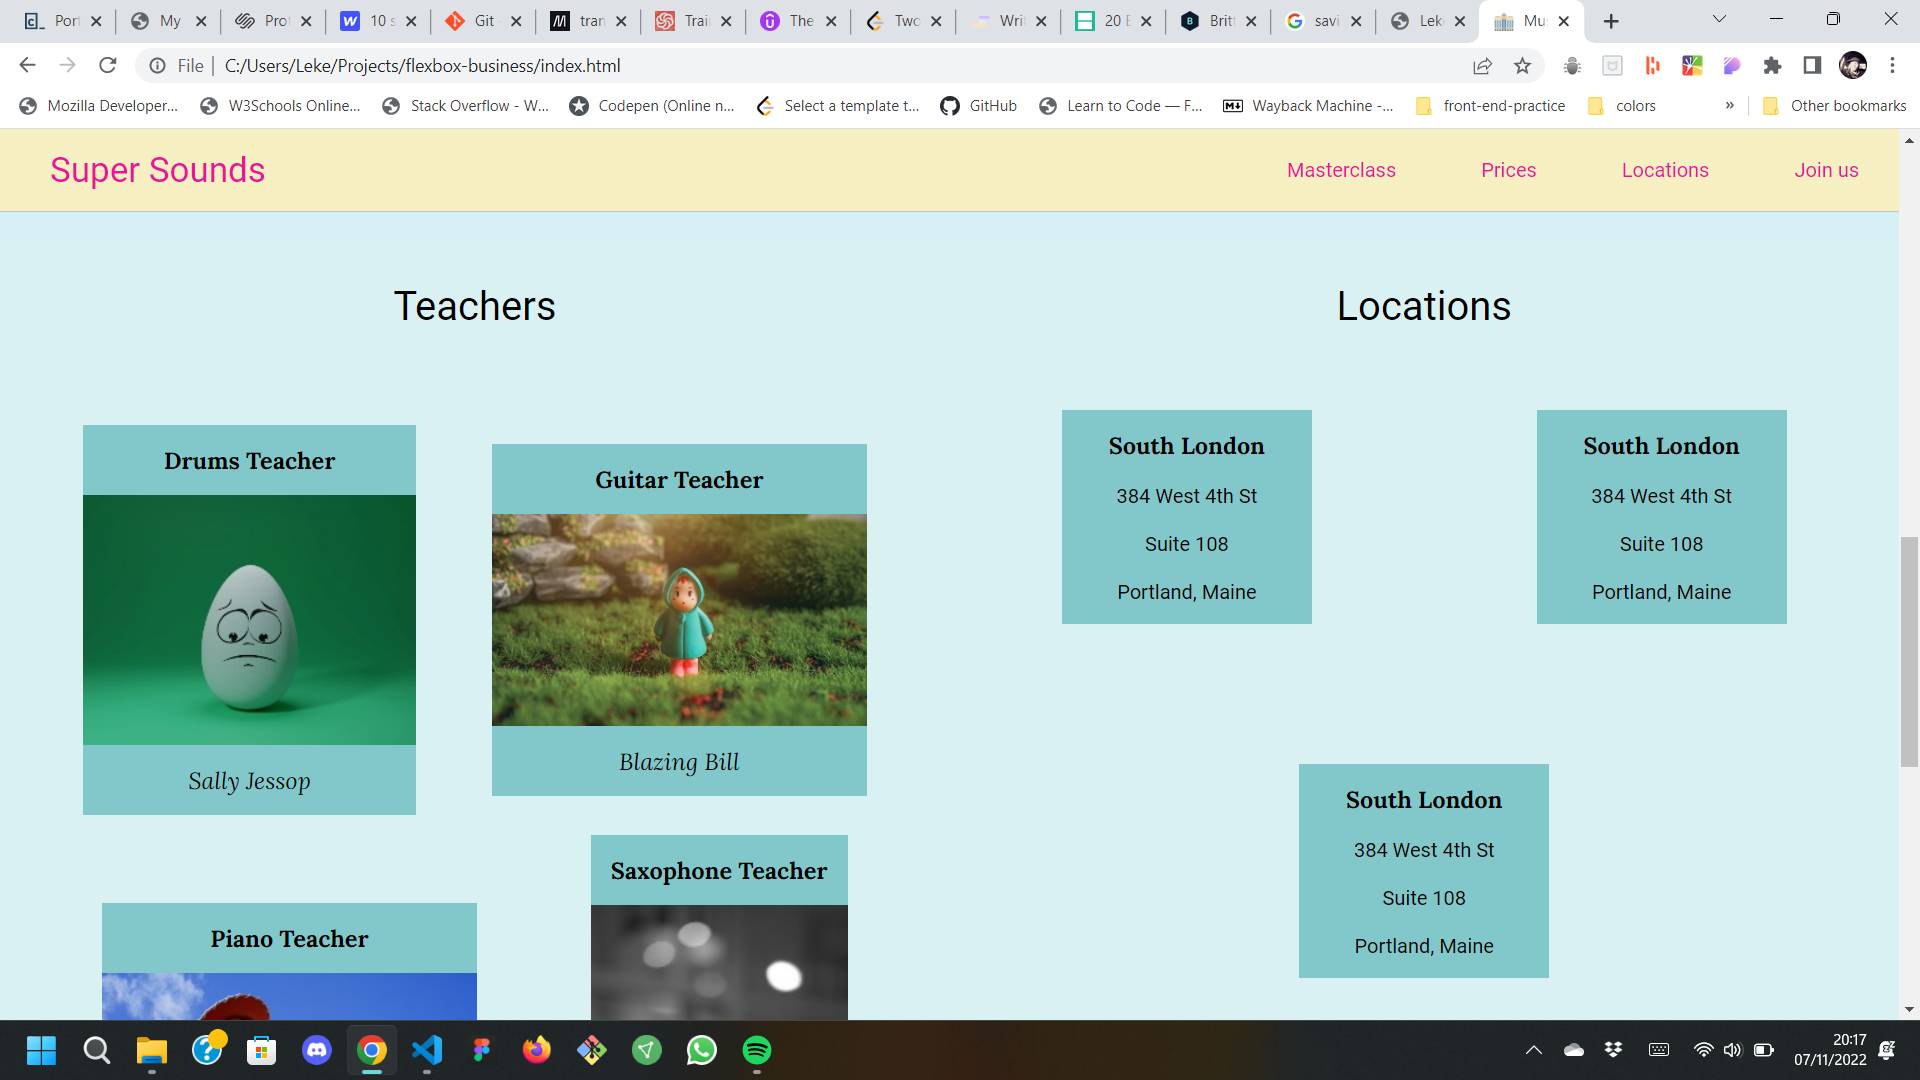 Port
My
Prof
10 s
Git -
tran
Trai
The
Two
Writ
20 E
Britt
savi
Leke
Mus
File
C:/Users/Leke/Projects/flexbox-business/index.html
Mozilla Developer...
W3Schools Online...
Stack Overflow - W...
Codepen (Online n...
Select a template t...
GitHub
Learn to Code — F...
Wayback Machine -...
front-end-practice
colors
»
Other bookmarks
Super Sounds
Masterclass
Prices
Locations
Join us
Teachers
Drums Teacher
Sally Jessop
Guitar Teacher
Blazing Bill
Piano Teacher
Saxophone Teacher
Locations
South London
384 West 4th St
Suite 108
Portland, Maine
South London
384 West 4th St
Suite 108
Portland, Maine
South London
384 West 4th St
Suite 108
Portland, Maine
20:17
07/11/2022